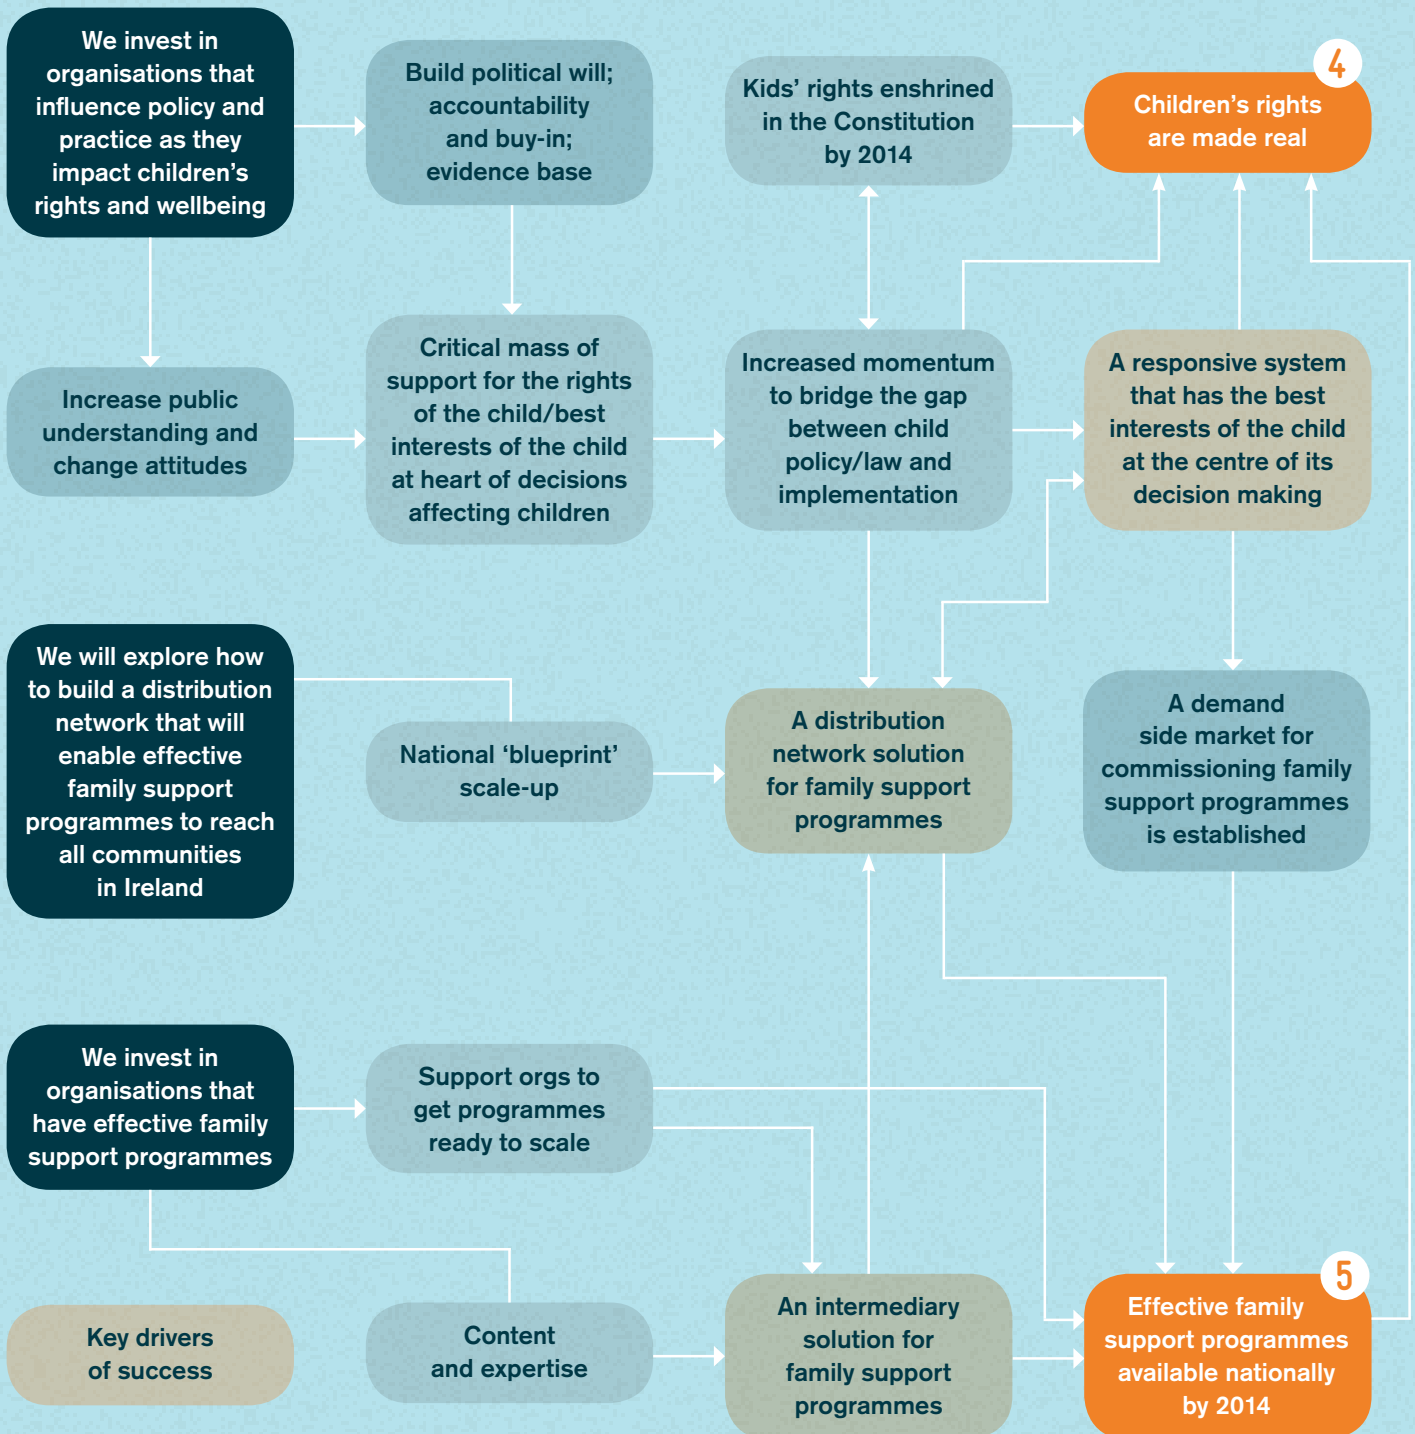 We invest in
organisations that
influence policy and
practice as they
impact children's
rights and wellbeing
Build political will;
accountability
and buy-in;
evidence base
Kids' rights enshrined
in the Constitution
by 2014
4
Children's rights
are made real
Increase public
understanding and
change attitudes
Critical mass of
support for the rights
of the child/best
interests of the child
at heart of decisions
affecting children
Increased momentum
to bridge the gap
between child
policy/law and
implementation
A responsive system
that has the best
interests of the child
at the centre of its
decision making
We will explore how
to build a distribution
network that will
enable effective
family support
programmes to reach
all communities
in Ireland
National ‘blueprint’
scale-up
A distribution
network solution
for family support
programmes
A demand
side market for
commissioning family
support programmes
is established
We invest in
organisations that
have effective family
support programmes
Support orgs to
get programmes
ready to scale
Key drivers
of success
Content
and expertise
An intermediary
solution for
family support
programmes
5
Effective family
support programmes
available nationally
by 2014